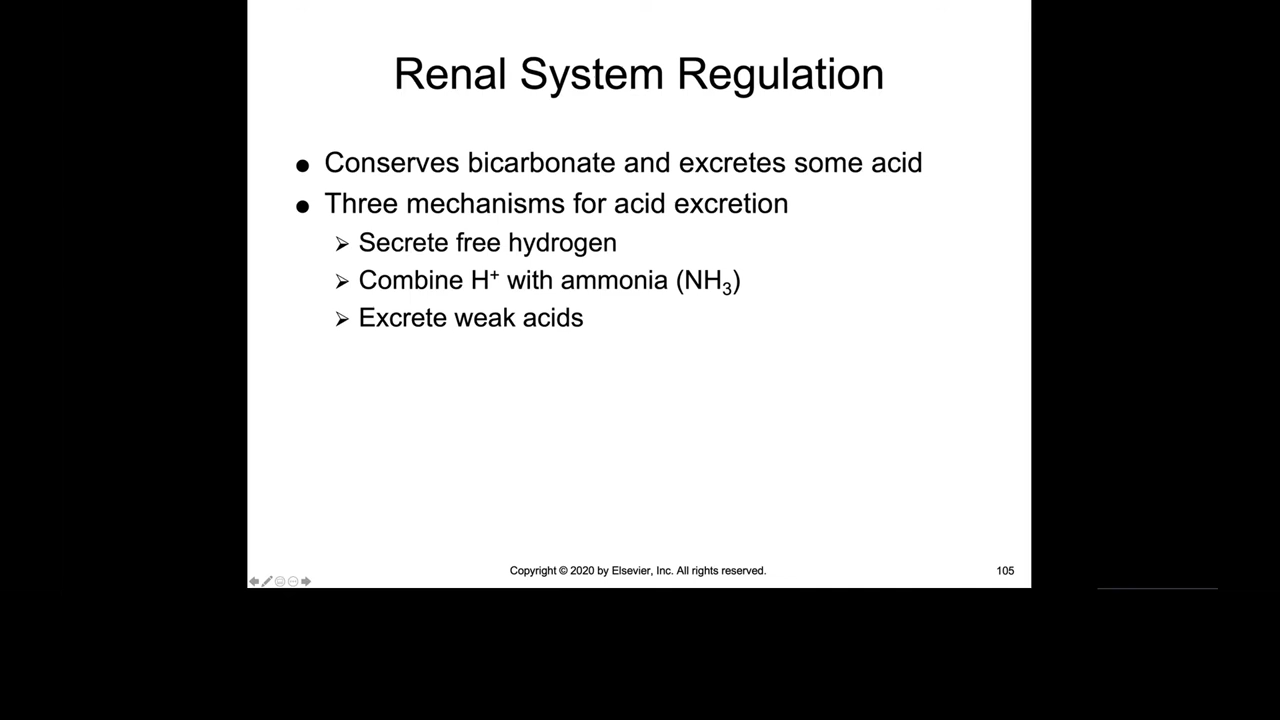 Renal System Regulation
● Conserves bicarbonate and excretes some acid
● Three mechanisms for acid excretion
➢ Secrete free hydrogen
➢ Combine H⁺ with ammonia (NH₃)
➢ Excrete weak acids
Copyright © 2020 by Elsevier, Inc. All rights reserved.
105